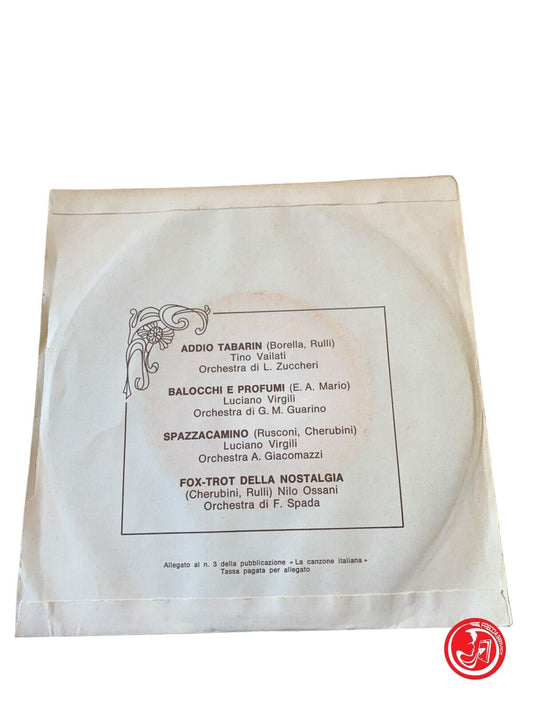 ADDIO TABARIN (Borella, Rulli)
Tino Vailati
Orchestra di L. Zuccheri
BALOCCHI E PROFUMI (E. A. Mario)
Luciano Virgili
Orchestra di G. M. Guarino
SPAZZACAMINO (Rusconi, Cherubini)
Luciano Virgili
Orchestra A. Giacomazzi
FOX-TROT DELLA NOSTALGIA
(Cherubini, Rulli) Nilo Ossani
Orchestra di F. Spada
Allegato al n. 3 della pubblicazione « La canzone italiana »
Tassa pagata per allegato